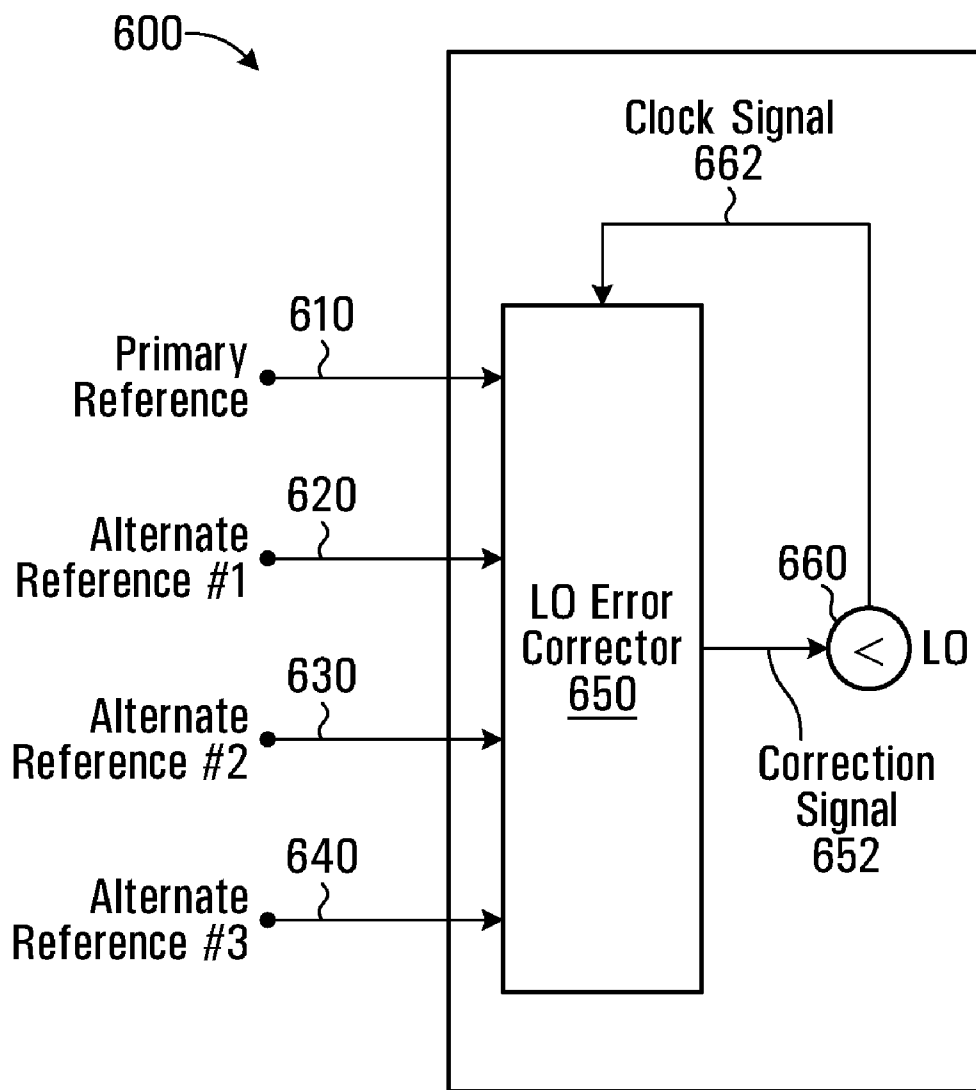 600
Clock Signal
662
610
Primary
Reference
620
Alternate
Reference #1
630
Alternate
Reference #2
640
Alternate
Reference #3
LO Error
Corrector
650
660
<
LO
Correction
Signal
652